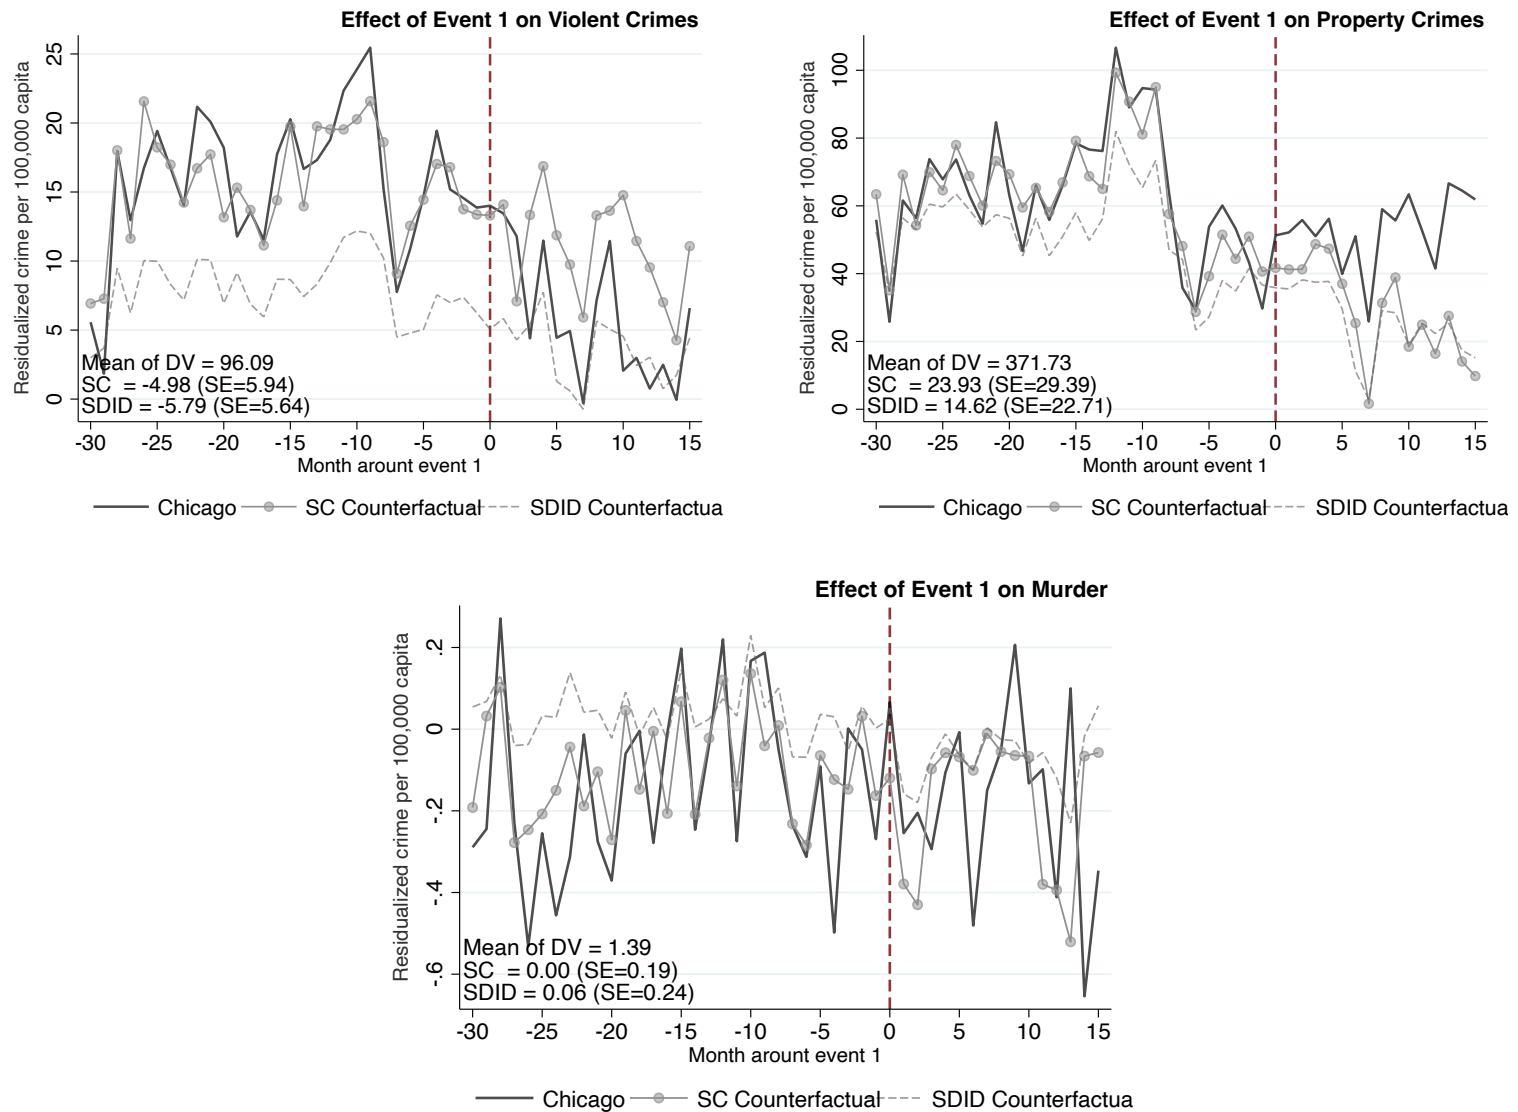 Effect of Event 1 on Violent Crimes
Residualized crime per 100,000 capita
25
20
15
10
5
0
Mean of DV = 96.09
SC = -4.98 (SE=5.94)
SDID = -5.79 (SE=5.64)
-30 -25 -20 -15 -10 -5 0 5 10 15
Month arount event 1
Chicago SC Counterfactual SDID Counterfactua
Effect of Event 1 on Property Crimes
Residualized crime per 100,000 capita
100
80
60
40
20
0
Mean of DV = 371.73
SC = 23.93 (SE=29.39)
SDID = 14.62 (SE=22.71)
-30 -25 -20 -15 -10 -5 0 5 10 15
Month arount event 1
Chicago SC Counterfactual SDID Counterfactua
Effect of Event 1 on Murder
Residualized crime per 100,000 capita
.2
0
-.2
-.4
-.6
Mean of DV = 1.39
SC = 0.00 (SE=0.19)
SDID = 0.06 (SE=0.24)
-30 -25 -20 -15 -10 -5 0 5 10 15
Month arount event 1
Chicago SC Counterfactual SDID Counterfactua